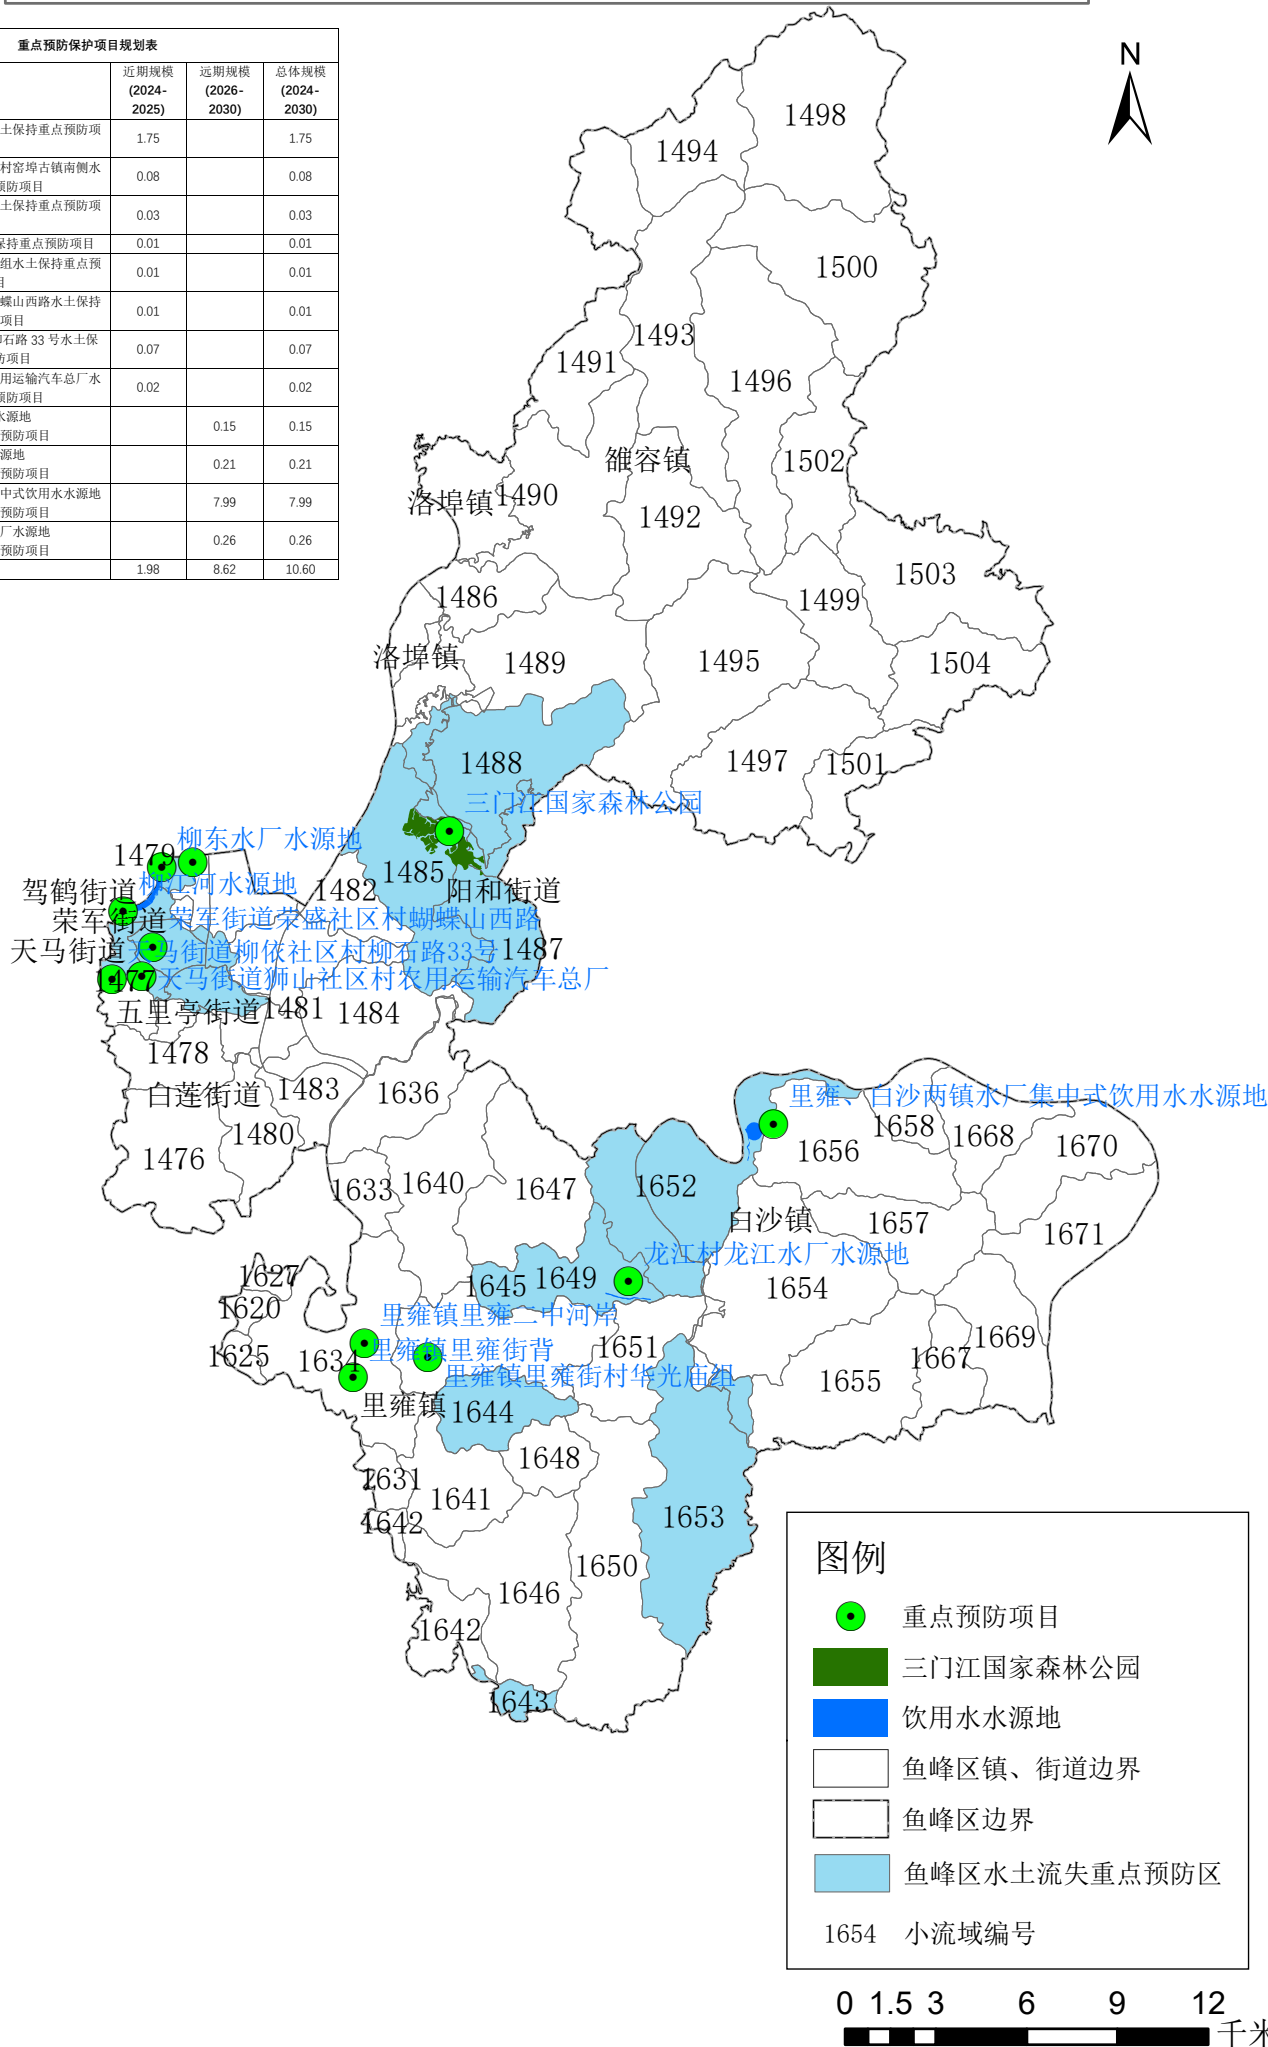 重点预防保护项目规划表
近期规模 (2024-2025) 远期规模 (2026-2030) 总体规模 (2024-2030)
土保持重点预防项 1.75 1.75
村窑埠古镇南侧水
预防项目 0.08 0.08
土保持重点预防项 0.03 0.03
保持重点预防项目 0.01 0.01
组水土保持重点预
目 0.01 0.01
蝶山西路水土保持
项目 0.01 0.01
石路 33 号水土保
防项目 0.07 0.07
用运输汽车总厂水
预防项目 0.02 0.02
水源地
预防项目 0.15 0.15
源地
预防项目 0.21 0.21
中式饮用水水源地
预防项目 7.99 7.99
厂水源地
预防项目 0.26 0.26
1.98 8.62 10.60
N
1498
1494
1500
1493
1491
1496
雒容镇
1502
洛埠镇
1490
1492
1503
1486
1499
洛埠镇
1489
1495
1504
1488
1497
1501
三门江国家森林公园
柳东水厂水源地
1479
1485
柳江河水源地
驾鹤街道
1482
阳和街道
荣军街道
荣军街道荣盛社区村蝴蝶山西路
天马街道
天马街道柳依社区村柳石路33号
1487
1477
天马街道狮山社区村农用运输汽车总厂
五里亭街道
1481
1484
1478
白莲街道
1483
1636
里雍、白沙两镇水厂集中式饮用水水源地
1480
1658
1668
1670
1476
1656
1633
1640
1647
1652
白沙镇
1657
1671
龙江村龙江水厂水源地
1627
1645
1649
1654
1620
里雍镇里雍二中河岸
1625
1634
里雍镇里雍街背
1651
1667
1669
里雍镇里雍街村华光庙组
1655
里雍镇
1644
1648
1631
1641
1642
1653
1650
1646
1642
1643
图例
重点预防项目
三门江国家森林公园
饮用水水源地
鱼峰区镇、街道边界
鱼峰区边界
鱼峰区水土流失重点预防区
1654 小流域编号
0 1.5 3 6 9 12
千米